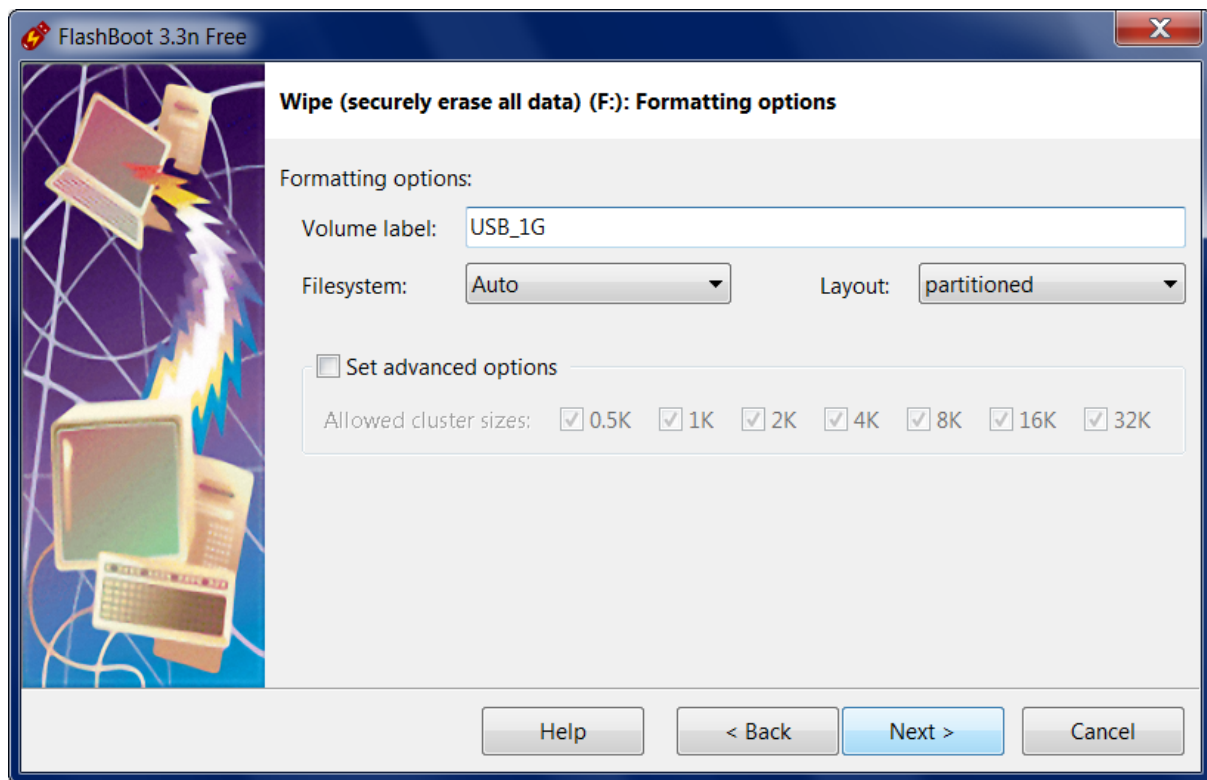 FlashBoot 3.3n Free
Wipe (securely erase all data) (F:): Formatting options
Formatting options:
Volume label: USB_1G
Filesystem: Auto Layout: partitioned
Set advanced options
Allowed cluster sizes: 0.5K 1K 2K 4K 8K 16K 32K
Help < Back Next > Cancel